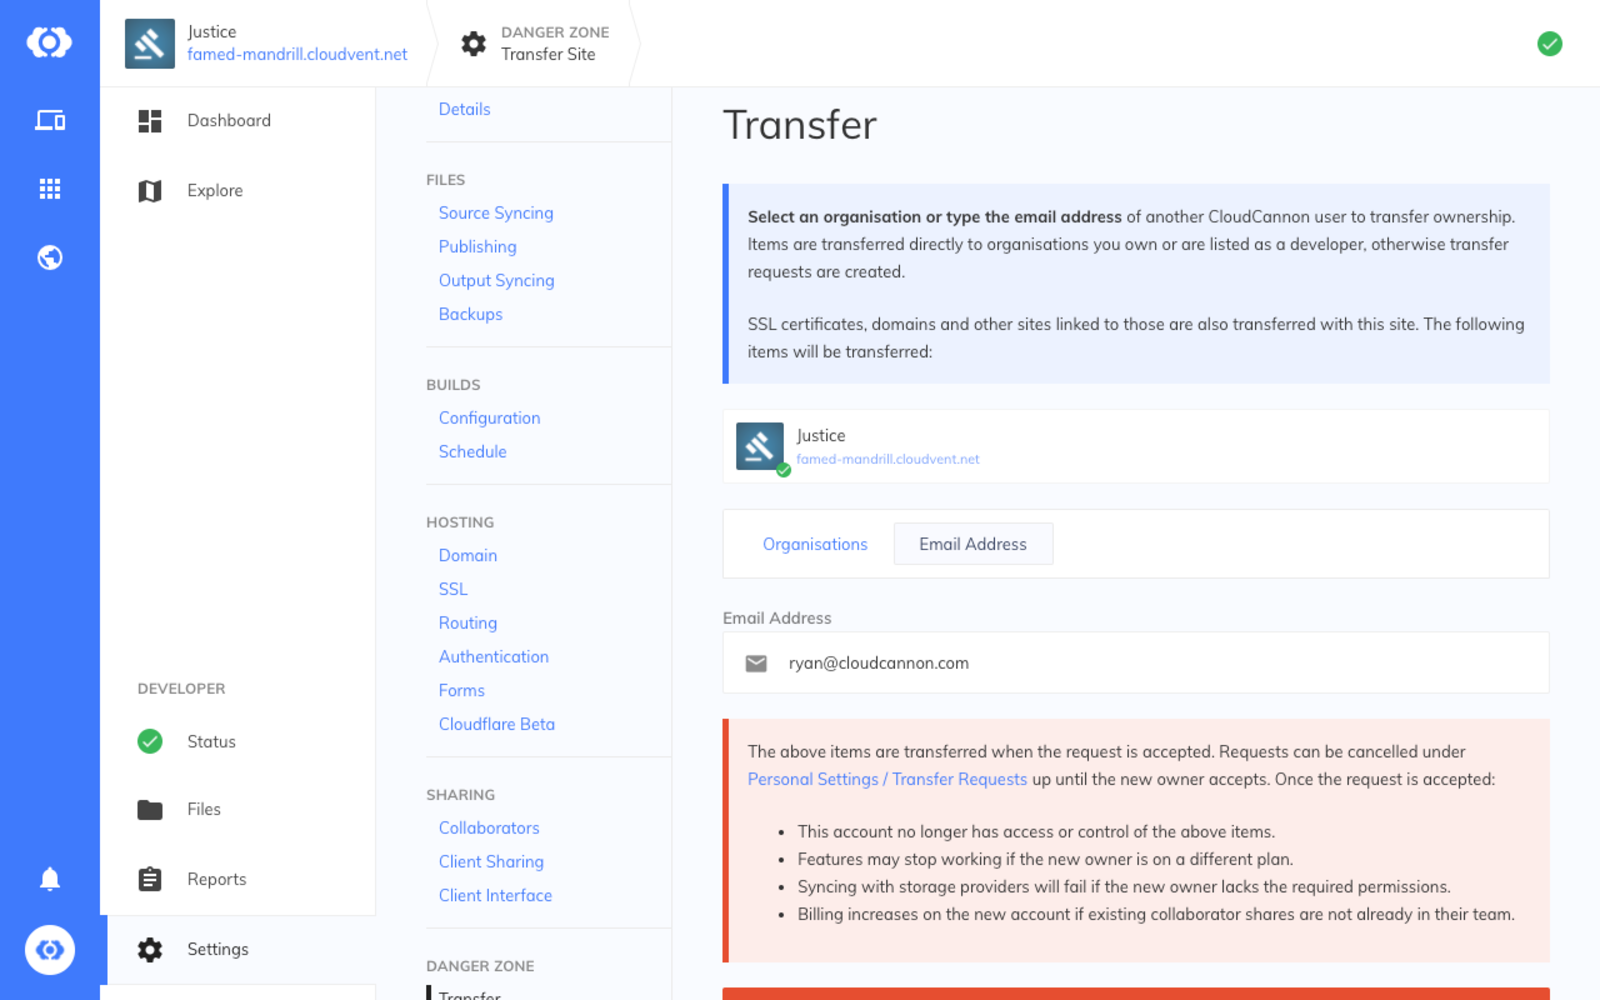 Justice
famed-mandrill.cloudvent.net
DANGER ZONE
Transfer Site
Dashboard
Explore
DEVELOPER
Status
Files
Reports
Settings
Details
FILES
Source Syncing
Publishing
Output Syncing
Backups
BUILDS
Configuration
Schedule
HOSTING
Domain
SSL
Routing
Authentication
Forms
Cloudflare Beta
SHARING
Collaborators
Client Sharing
Client Interface
DANGER ZONE
Transfer
Transfer
Select an organisation or type the email address of another CloudCannon user to transfer ownership.
Items are transferred directly to organisations you own or are listed as a developer, otherwise transfer
requests are created.
SSL certificates, domains and other sites linked to those are also transferred with this site. The following
items will be transferred:
Justice
famed-mandrill.cloudvent.net
Organisations
Email Address
Email Address
ryan@cloudcannon.com
The above items are transferred when the request is accepted. Requests can be cancelled under
Personal Settings / Transfer Requests up until the new owner accepts. Once the request is accepted:
• This account no longer has access or control of the above items.
• Features may stop working if the new owner is on a different plan.
• Syncing with storage providers will fail if the new owner lacks the required permissions.
• Billing increases on the new account if existing collaborator shares are not already in their team.